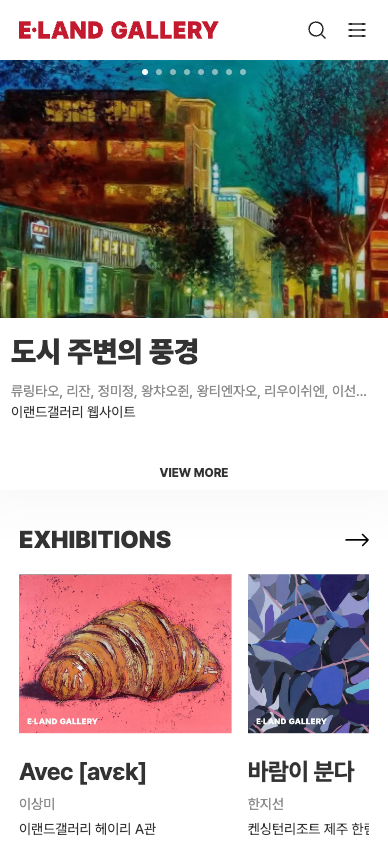 E·LAND GALLERY
도시 주변의 풍경
류링타오, 리잔, 정미정, 왕챠오쥔, 왕티엔자오, 리우이쉬엔, 이선...
이랜드갤러리 웹사이트
VIEW MORE
EXHIBITIONS
E·LAND GALLERY
Avec [avɛk]
이상미
이랜드갤러리 헤이리 A관
E·LAND GALLERY
바람이 분다
한지선
켄싱턴리조트 제주 한